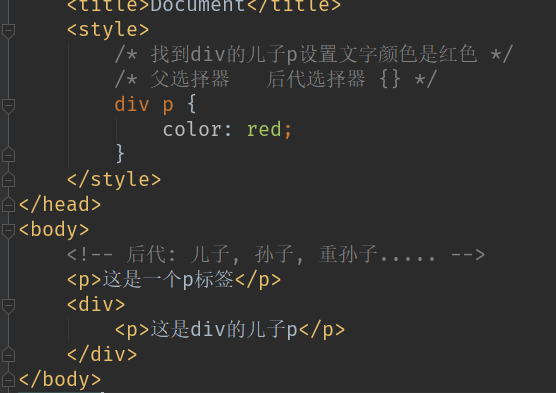 <title>Document</title>
<style>
/* 找到div的儿子p设置文字颜色是红色 */
/* 父选择器   后代选择器 {} */
div p {
color: red;
}
</style>
</head>
<body>
<!-- 后代: 儿子, 孙子, 重孙子..... -->
<p>这是一个p标签</p>
<div>
<p>这是div的儿子p</p>
</div>
</body>